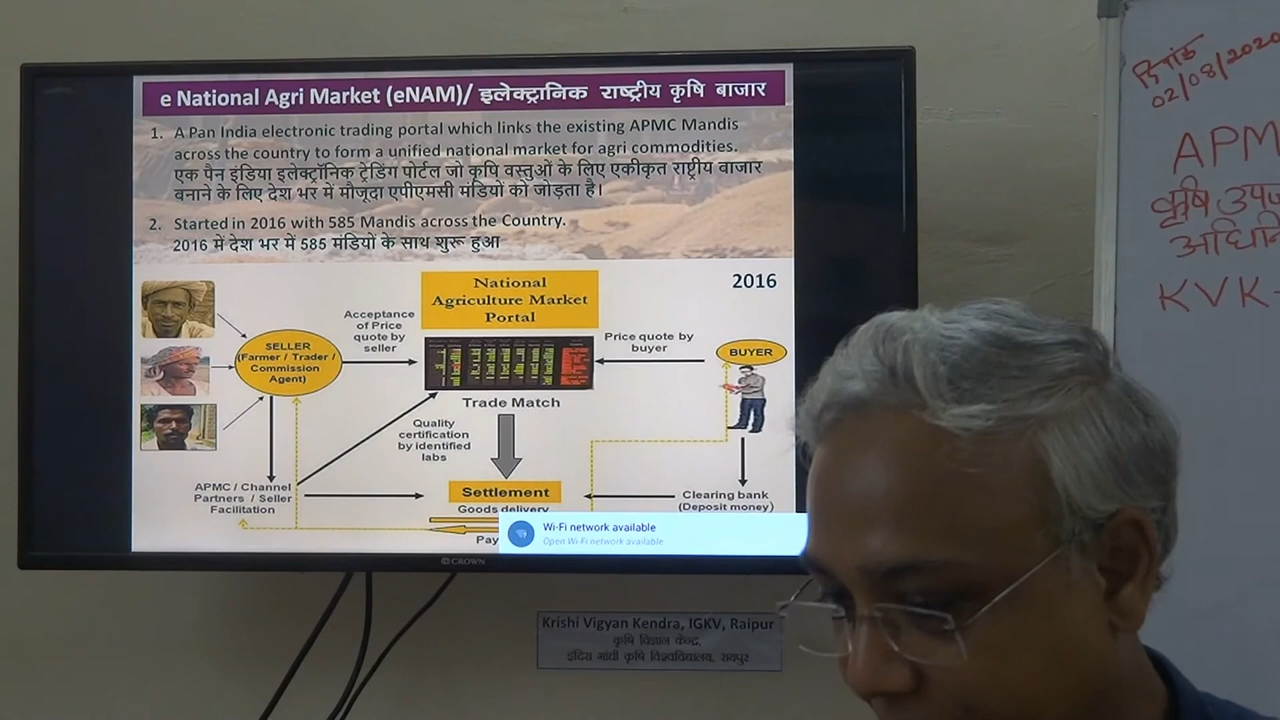 e National Agri Market (eNAM)/ इलेक्ट्रानिक राष्ट्रीय कृषि बाजार
1. A Pan India electronic trading portal which links the existing APMC Mandis
across the country to form a unified national market for agri commodities.
एक पैन इंडिया इलेक्ट्रॉनिक ट्रेडिंग पोर्टल जो कृषि वस्तुओं के लिए एकीकृत राष्ट्रीय बाजार
बनाने के लिए देश भर में मौजूदा एपीएमसी मंडियों को जोड़ता है।
2. Started in 2016 with 585 Mandis across the Country.
2016 में देश भर में 585 मंडियों के साथ शुरू हुआ
National
Agriculture Market
Portal
2016
Acceptance
of Price
quote by
seller
SELLER
(Farmer / Trader /
Commission
Agent)
Price quote by
buyer
BUYER
Trade Match
Quality
certification
by identified
labs
APMC / Channel
Partners / Seller
Facilitation
Settlement
Goods delivery
Clearing bank
(Deposit money)
Pay
Wi-Fi network available
Open Wi-Fi network available
CROWN
Krishi Vigyan Kendra, IGKV, Raipur
कृषि विज्ञान केन्द्र,
इंदिरा गांधी कृषि विश्वविद्यालय, रायपुर
02/08/2020
APM
कृषि उपज
अधिनि
KVK-